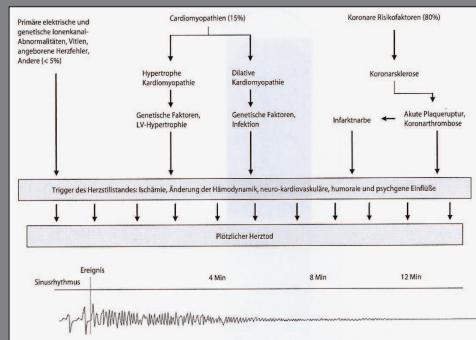 Primäre elektrische und
genetische Ionenkanal-
Abnormalitäten, Vitien,
angeborene Herzfehler,
Andere (< 5%)
Cardiomyopathien (15%)
Koronare Risikofaktoren (80%)
Hypertrophe
Kardiomyopathie
Dilative
Kardiomyopathie
Koronarsklerose
Genetische Faktoren,
LV-Hypertrophie
Genetische Faktoren,
Infektion
Infarktnarbe
Akute Plaqueruptur,
Koronarthrombose
Trigger des Herzstillstandes: Ischämie, Änderung der Hämodynamik, neuro-kardiovaskuläre, humorale und psychgene Einflüße
Plötzlicher Herztod
Ereignis
Sinusrhythmus
4 Min
8 Min
12 Min